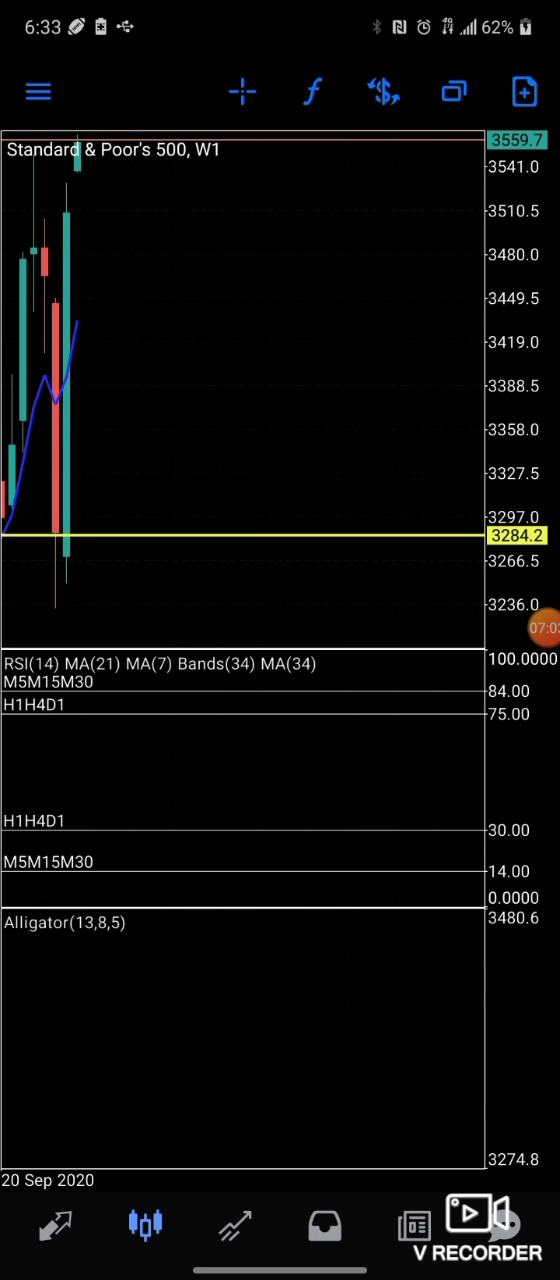 6:33
4G 62%
3559.7
Standard & Poor's 500, W1
3541.0
3510.5
3480.0
3449.5
3419.0
3388.5
3358.0
3327.5
3297.0
3284.2
3266.5
3236.0
RSI(14) MA(21) MA(7) Bands(34) MA(34)
100.0000
M5M15M30
84.00
H1H4D1
75.00
H1H4D1
30.00
M5M15M30
14.00
0.0000
Alligator(13,8,5)
3480.6
3274.8
20 Sep 2020
V RECORDER